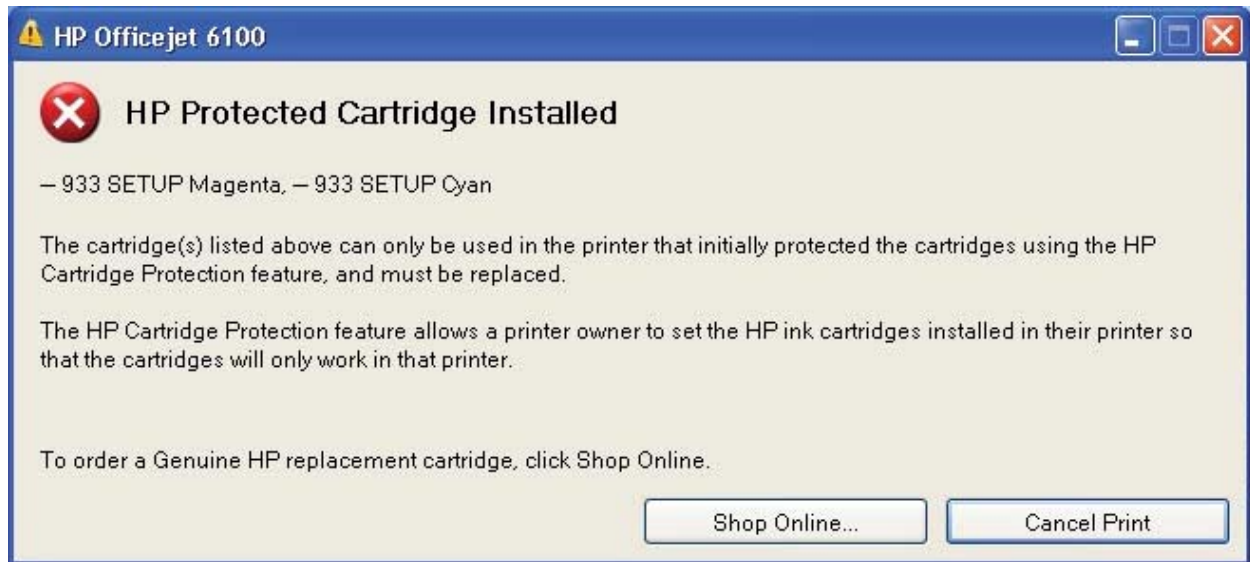 HP Officejet 6100
HP Protected Cartridge Installed
– 933 SETUP Magenta, – 933 SETUP Cyan
The cartridge(s) listed above can only be used in the printer that initially protected the cartridges using the HP
Cartridge Protection feature, and must be replaced.
The HP Cartridge Protection feature allows a printer owner to set the HP ink cartridges installed in their printer so
that the cartridges will only work in that printer.
To order a Genuine HP replacement cartridge, click Shop Online.
Shop Online... Cancel Print